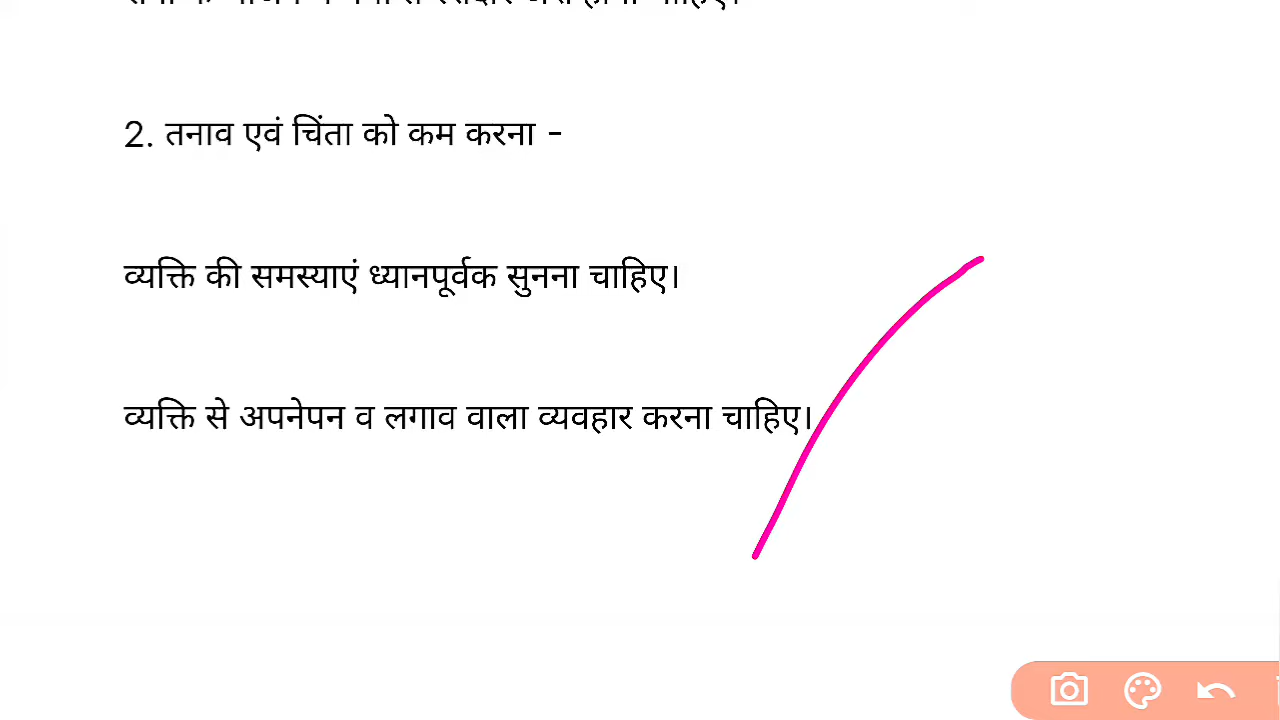 2. तनाव एवं चिंता को कम करना -
व्यक्ति की समस्याएं ध्यानपूर्वक सुनना चाहिए।
व्यक्ति से अपनेपन व लगाव वाला व्यवहार करना चाहिए।